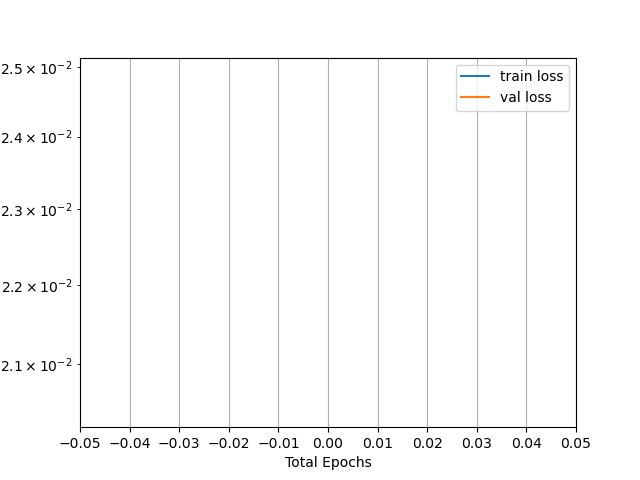 train loss
val loss
2.5 × 10⁻²
2.4 × 10⁻²
2.3 × 10⁻²
2.2 × 10⁻²
2.1 × 10⁻²
−0.05 −0.04 −0.03 −0.02 −0.01 0.00 0.01 0.02 0.03 0.04 0.05
Total Epochs